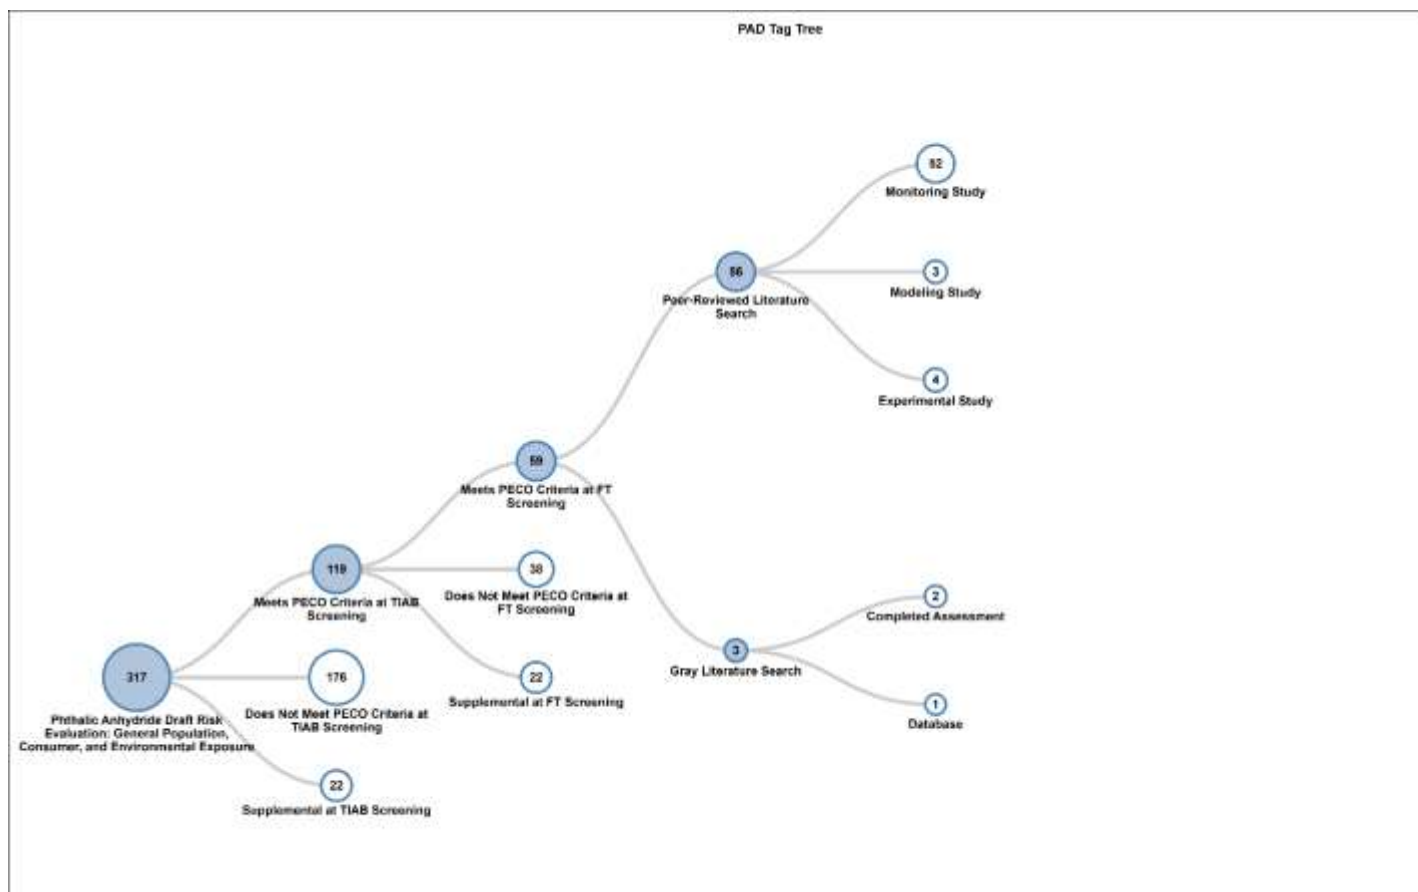 PAD Tag Tree
52
Monitoring Study
3
Modeling Study
4
Experimental Study
56
Peer-Reviewed Literature
Search
59
Meets PECO Criteria at FT
Screening
119
Meets PECO Criteria at TIAB
Screening
38
Does Not Meet PECO Criteria at
FT Screening
22
Supplemental at FT Screening
317
Phthalic Anhydride Draft Risk
Evaluation: General Population,
Consumer, and Environmental Exposure
176
Does Not Meet PECO Criteria at
TIAB Screening
22
Supplemental at TIAB Screening
3
Gray Literature Search
2
Completed Assessment
1
Database